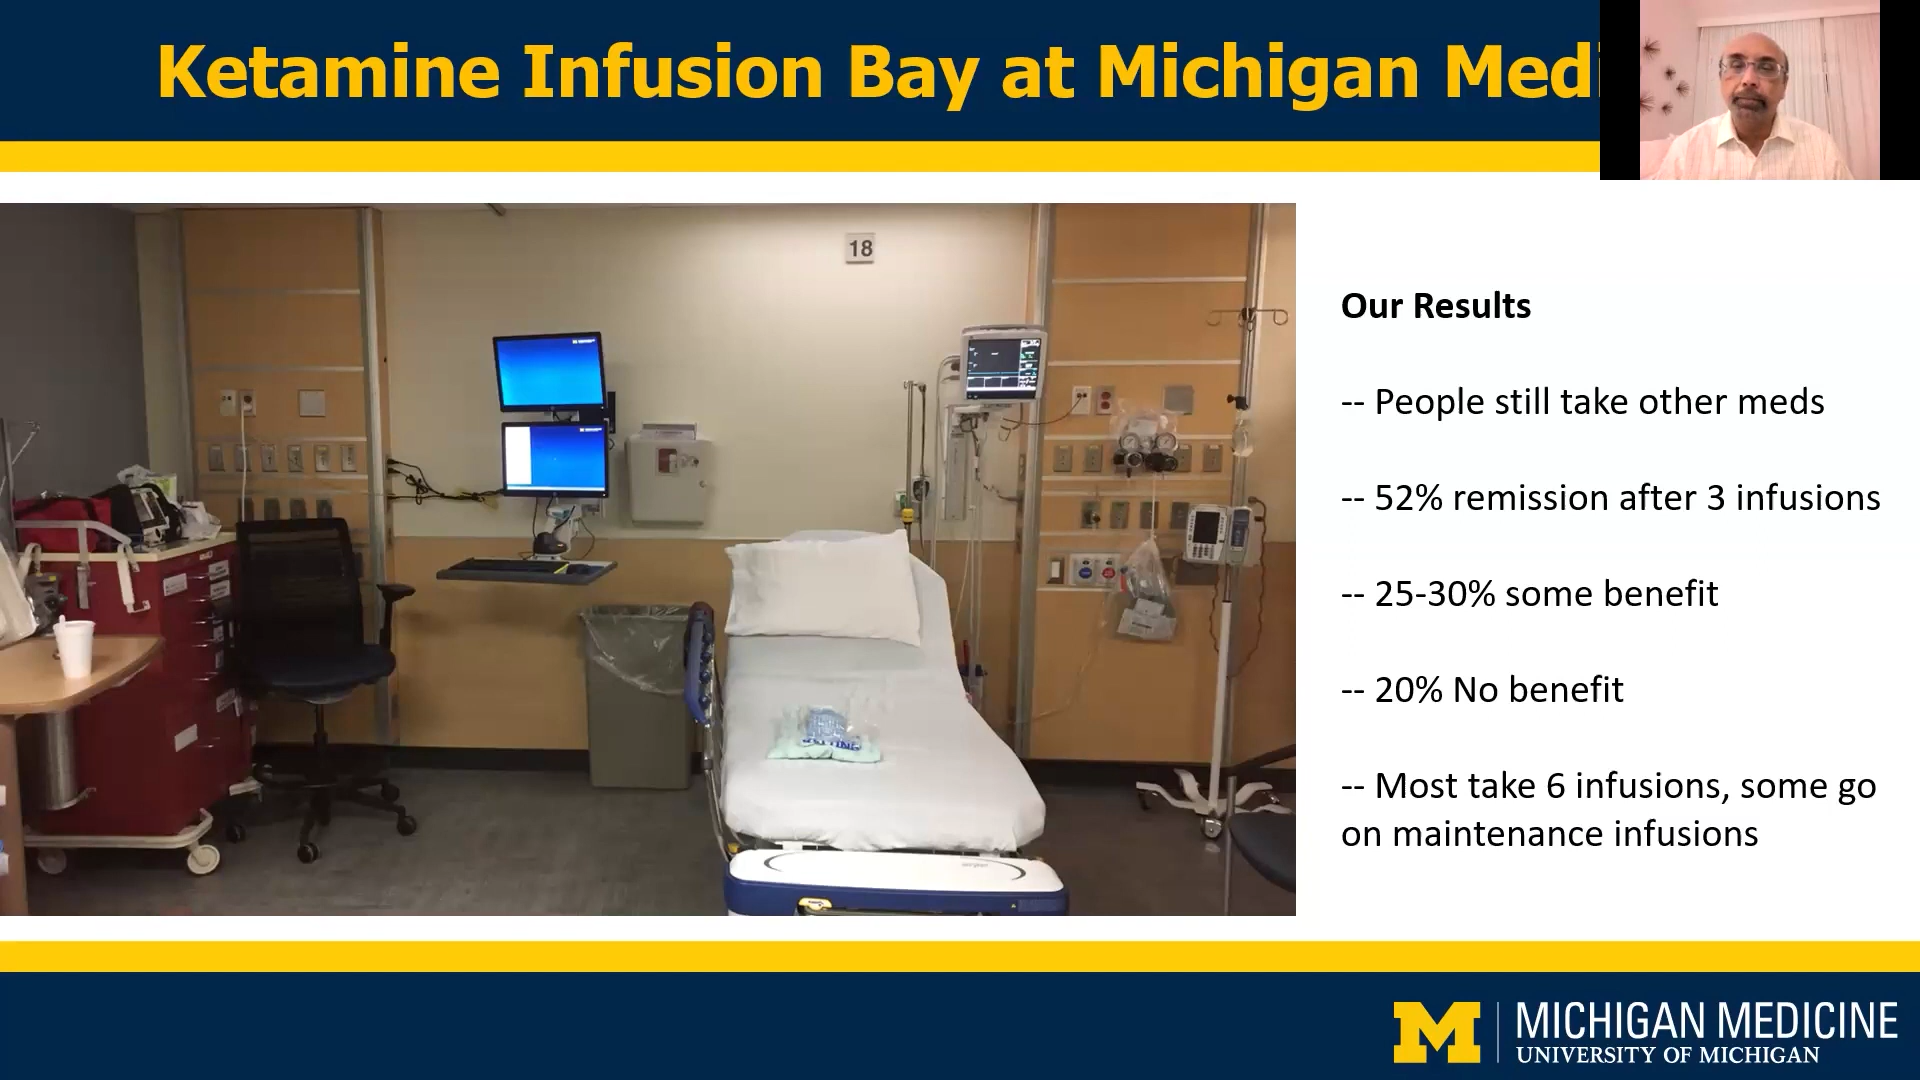 Ketamine Infusion Bay at Michigan Medi
18
Our Results
-- People still take other meds
-- 52% remission after 3 infusions
-- 25-30% some benefit
-- 20% No benefit
-- Most take 6 infusions, some go
on maintenance infusions
M
MICHIGAN MEDICINE
UNIVERSITY OF MICHIGAN